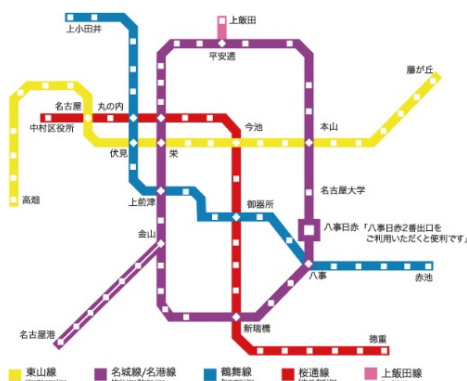 上飯田
上小田井
平安通
藤が丘
名古屋
丸の内
今池
本山
中村区役所
伏見
栄
名古屋大学
高畑
上前津
御器所
八事日赤
「八事日赤2番出口を
ご利用いただくと便利です」
金山
八事
赤池
名古屋港
新瑞橋
徳重
東山線
名城線/名港線
鶴舞線
桜通線
上飯田線